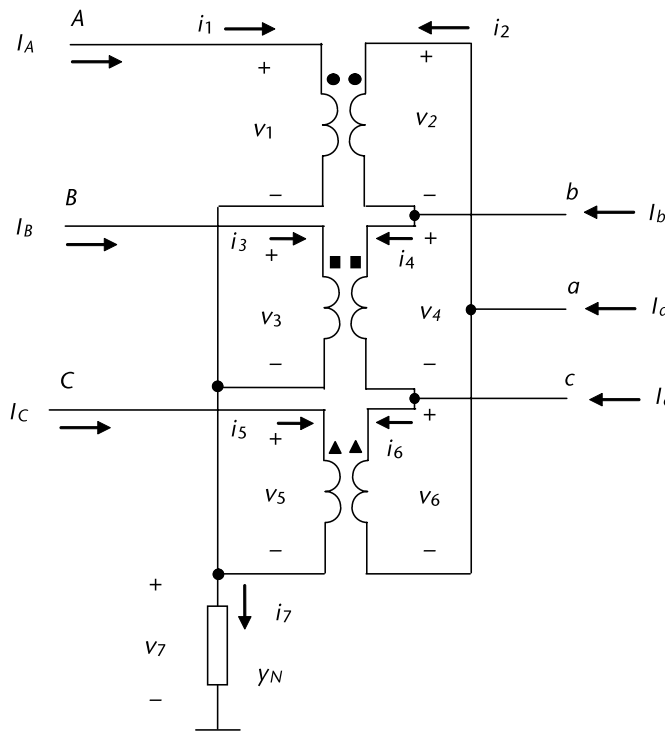 A i1 i2
IA
+ +
v1 v2
− −
B b
IB Ib
i3 + + i4
a
v3 v4 Ia
− −
C c
IC
i5 + + i6
v5 v6
− −
+
i7
v7 yN
−